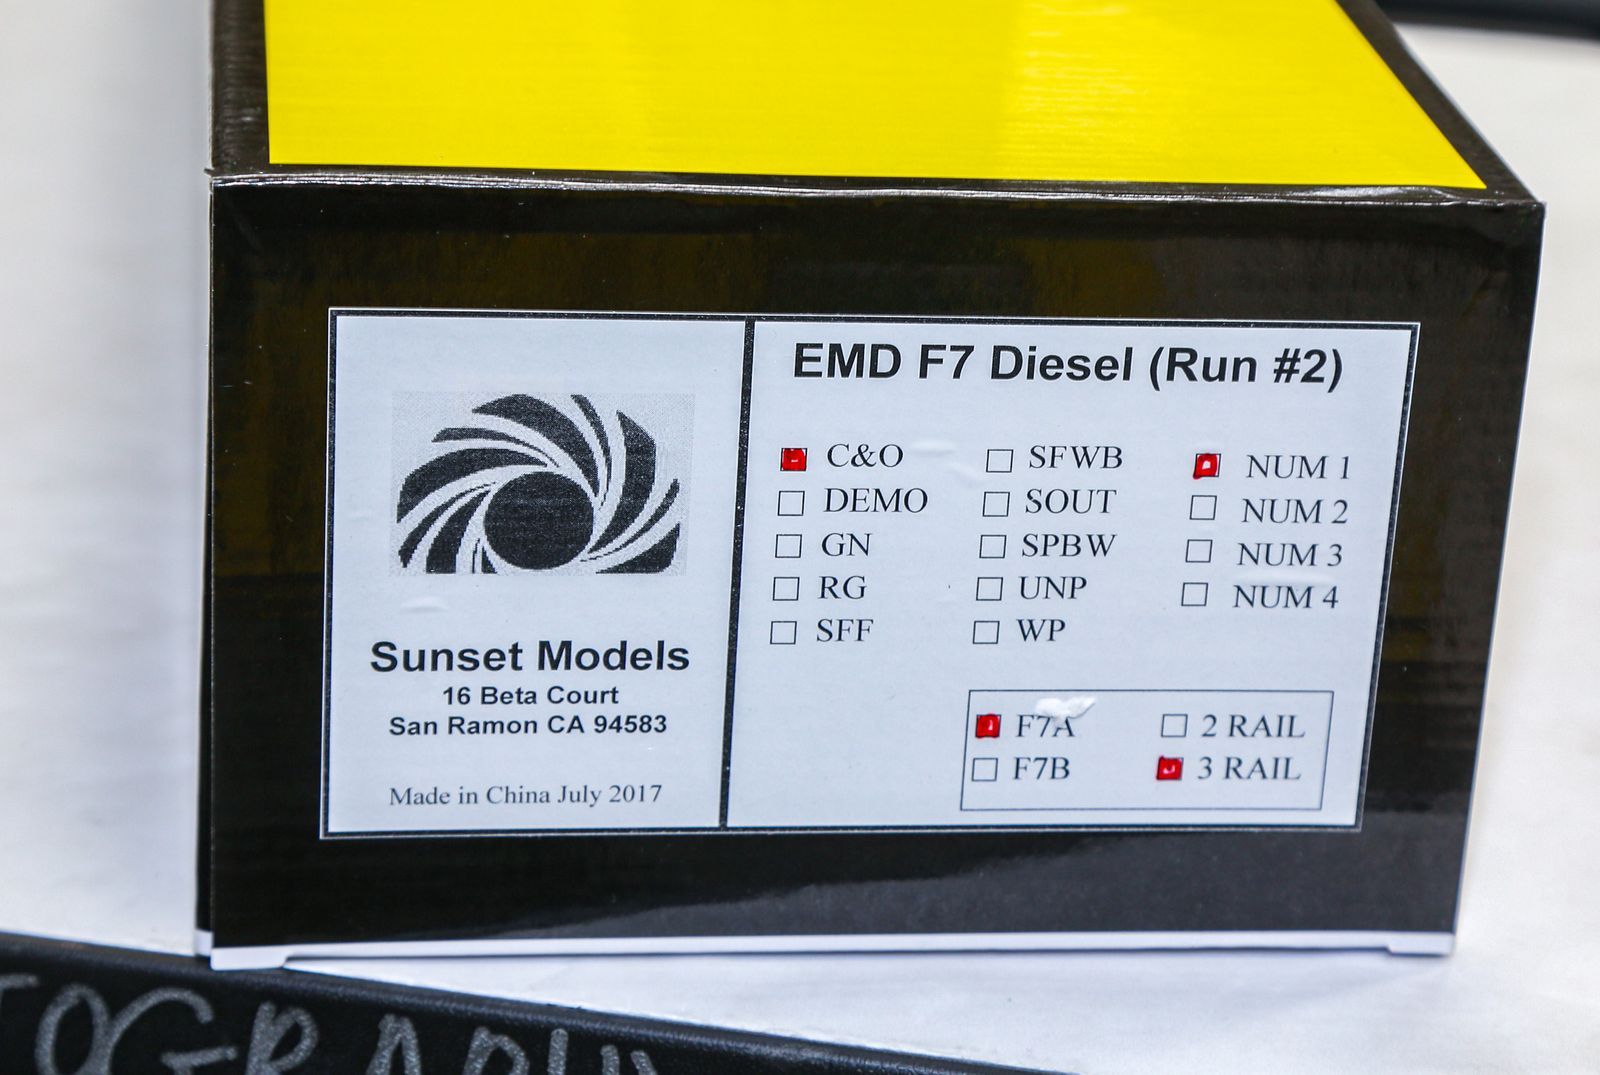 EMD F7 Diesel (Run #2)
C&O
DEMO
GN
RG
SFF
SFWB
SOUT
SPBW
UNP
WP
NUM 1
NUM 2
NUM 3
NUM 4
F7A
F7B
2 RAIL
3 RAIL
Sunset Models
16 Beta Court
San Ramon CA 94583
Made in China July 2017